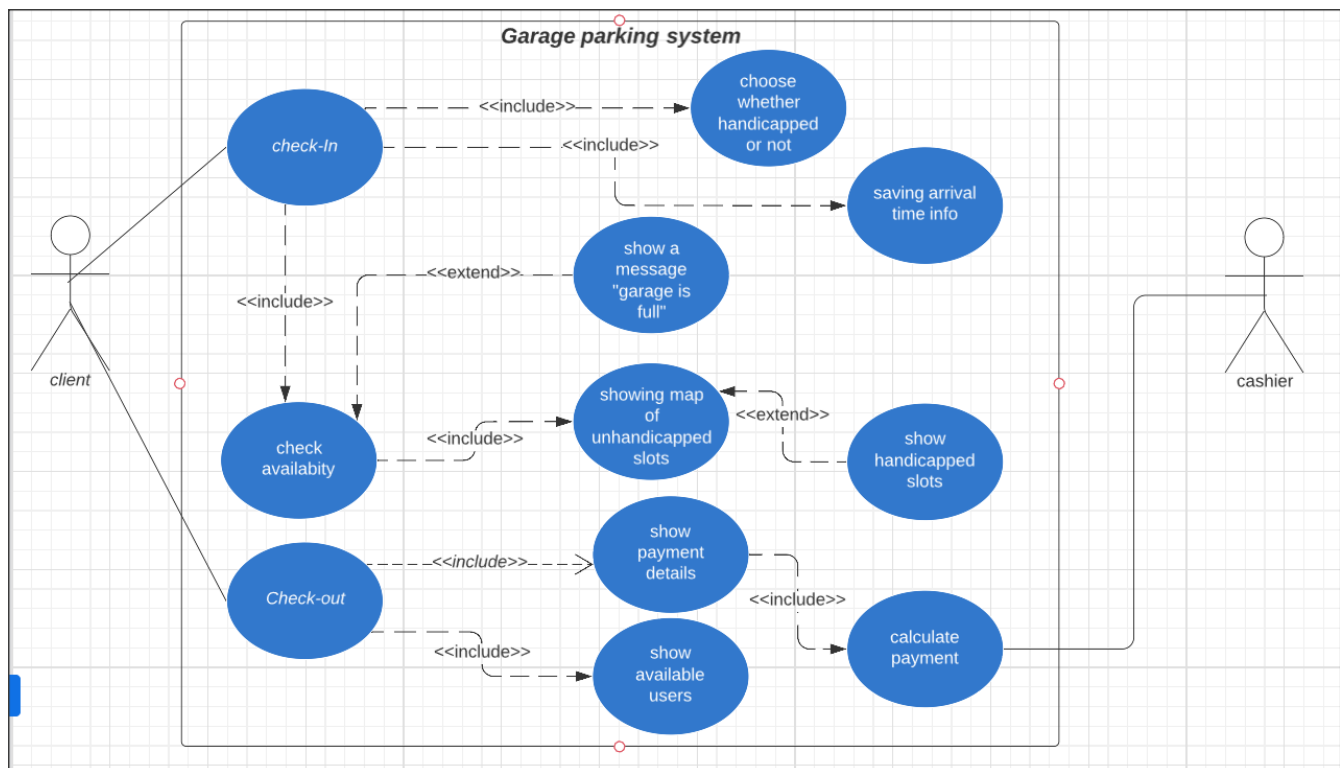 Garage parking system
choose
whether
handicapped
or not
<<include>>
check-In
<<include>>
saving arrival
time info
show a
message
"garage is
full"
<<extend>>
<<include>>
client
cashier
showing map
of
unhandicapped
slots
<<extend>>
<<include>>
check
availabity
show
handicapped
slots
show
payment
details
<<include>>
Check-out
<<include>>
calculate
payment
<<include>>
show
available
users